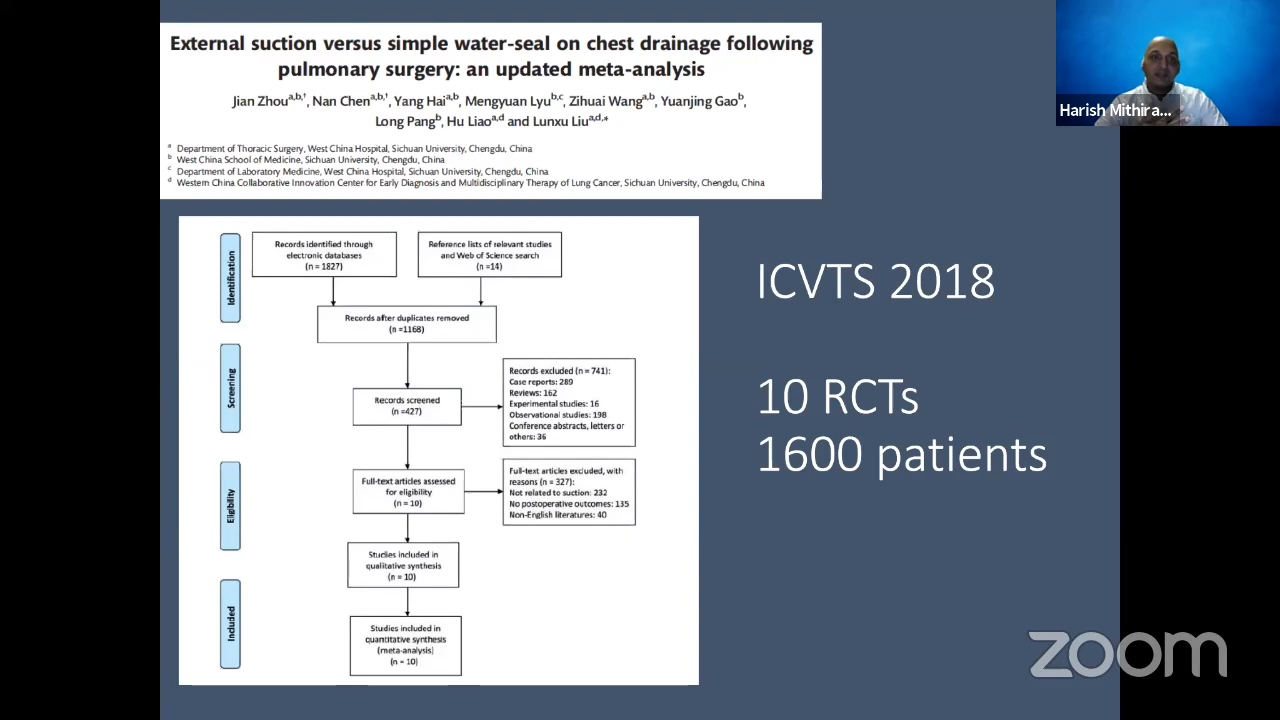 External suction versus simple water-seal on chest drainage following
pulmonary surgery: an updated meta-analysis
Jian Zhou^a,b,†, Nan Chen^a,b,†, Yang Hai^a,b, Mengyuan Lyu^b,c, Zihuai Wang^a,b, Yuanjing Gao^b,
Long Pang^b, Hu Liao^a,d and Lunxu Liu^a,d,*
a Department of Thoracic Surgery, West China Hospital, Sichuan University, Chengdu, China
b West China School of Medicine, Sichuan University, Chengdu, China
c Department of Laboratory Medicine, West China Hospital, Sichuan University, Chengdu, China
d Western China Collaborative Innovation Center for Early Diagnosis and Multidisciplinary Therapy of Lung Cancer, Sichuan University, Chengdu, China
Harish Mithira...
Identification
Records identified through
electronic databases
(n = 1827)
Reference lists of relevant studies
and Web of Science search
(n =14)
Records after duplicates removed
(n =1168)
Screening
Records screened
(n =427)
Records excluded (n = 741):
Case reports: 289
Reviews: 162
Experimental studies: 16
Observational studies: 198
Conference abstracts, letters or
others: 36
Eligibility
Full-text articles assessed
for eligibility
(n = 10)
Full-text articles excluded, with
reasons (n = 327):
Not related to suction: 232
No postoperative outcomes: 135
Non-English literatures: 40
Studies included in
qualitative synthesis
(n = 10)
Included
Studies included in
quantitative synthesis
(meta-analysis)
(n = 10)
ICVTS 2018
10 RCTs
1600 patients
zoom